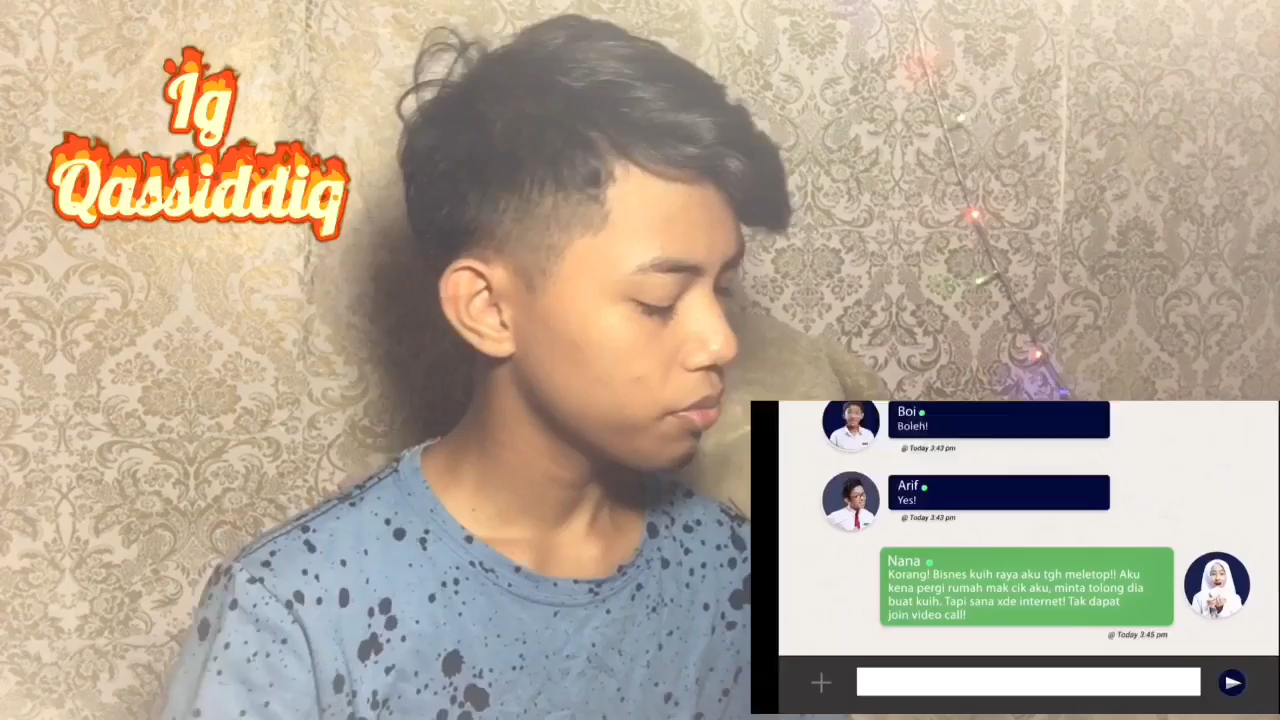 Ig
Qassiddiq
Boi
Boleh!
@ Today 3:43 pm
Arif
Yes!
@ Today 3:43 pm
Nana
Korang! Bisnes kuih raya aku tgh meletop!! Aku
kena pergi rumah mak cik aku, minta tolong dia
buat kuih. Tapi sana xde internet! Tak dapat
join video call!
@ Today 3:45 pm